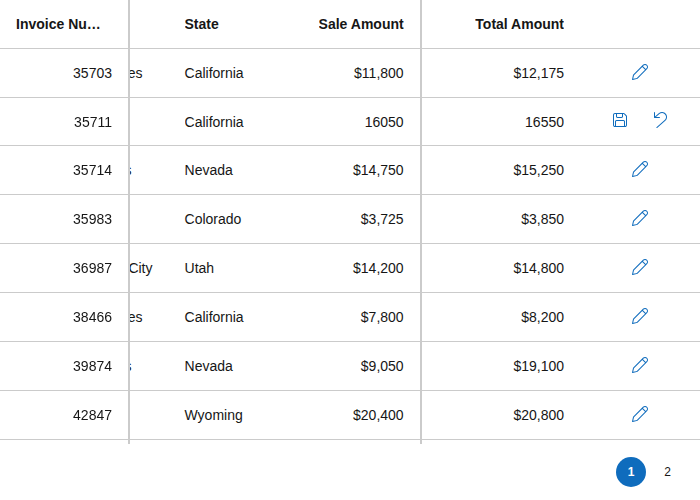 Invoice Nu… State Sale Amount Total Amount
35703 es California $11,800 $12,175
35711 California 16050 16550
35714 s Nevada $14,750 $15,250
35983 Colorado $3,725 $3,850
36987 City Utah $14,200 $14,800
38466 es California $7,800 $8,200
39874 s Nevada $9,050 $19,100
42847 Wyoming $20,400 $20,800
1 2